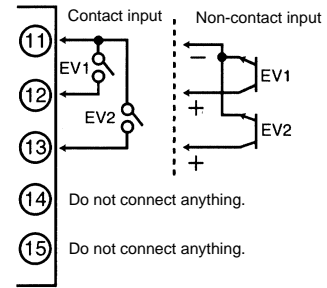 Contact input
Non-contact input
11
−
EV1
EV1
12
+
EV2
EV2
13
+
14 Do not connect anything.
15 Do not connect anything.